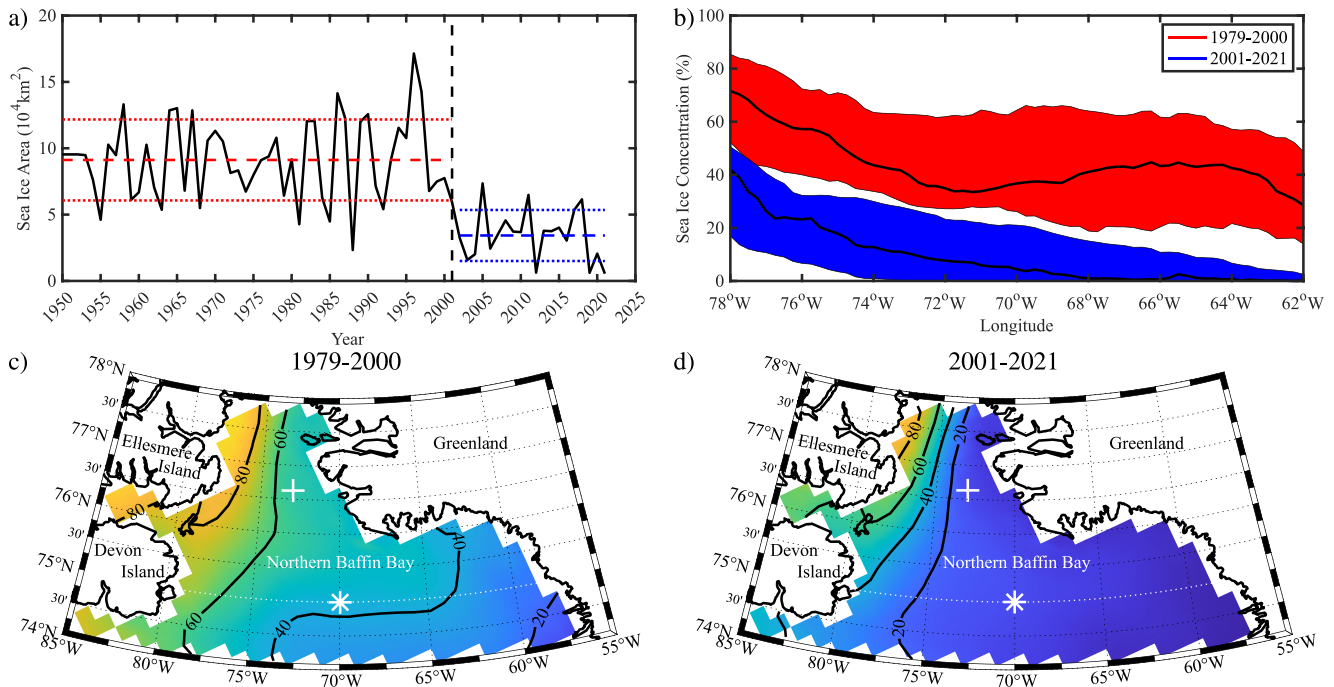 a)
Sea Ice Area (10⁴km²)
20
15
10
5
0
1950
1955
1960
1965
1970
1975
1980
1985
1990
1995
2000
2005
2010
2015
2020
2025
Year
b)
Sea Ice Concentration (%)
100
80
60
40
20
0
1979-2000
2001-2021
78°W
76°W
74°W
72°W
70°W
68°W
66°W
64°W
62°W
Longitude
c)
1979-2000
78°N
30'
77°N
30'
76°N
30'
75°N
30'
74°N
85°W
80°W
75°W
70°W
65°W
60°W
55°W
Ellesmere
Island
Greenland
Devon
Island
Northern Baffin Bay
80
60
80
40
60
40
20
d)
2001-2021
78°N
30'
77°N
30'
76°N
30'
75°N
30'
74°N
85°W
80°W
75°W
70°W
65°W
60°W
55°W
Ellesmere
Island
Greenland
Devon
Island
Northern Baffin Bay
80
20
60
40
20